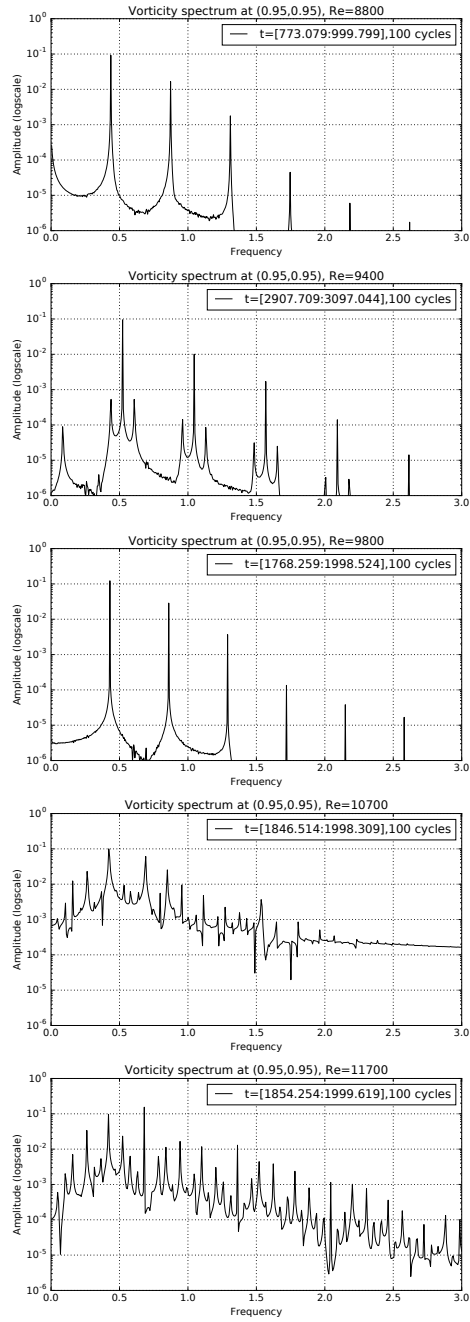 Vorticity spectrum at (0.95,0.95), Re=8800
t=[773.079:999.799],100 cycles
Amplitude (logscale)
10^0
10^-1
10^-2
10^-3
10^-4
10^-5
10^-6
0.0 0.5 1.0 1.5 2.0 2.5 3.0
Frequency
Vorticity spectrum at (0.95,0.95), Re=9400
t=[2907.709:3097.044],100 cycles
Amplitude (logscale)
10^0
10^-1
10^-2
10^-3
10^-4
10^-5
10^-6
0.0 0.5 1.0 1.5 2.0 2.5 3.0
Frequency
Vorticity spectrum at (0.95,0.95), Re=9800
t=[1768.259:1998.524],100 cycles
Amplitude (logscale)
10^0
10^-1
10^-2
10^-3
10^-4
10^-5
10^-6
0.0 0.5 1.0 1.5 2.0 2.5 3.0
Frequency
Vorticity spectrum at (0.95,0.95), Re=10700
t=[1846.514:1998.309],100 cycles
Amplitude (logscale)
10^0
10^-1
10^-2
10^-3
10^-4
10^-5
10^-6
0.0 0.5 1.0 1.5 2.0 2.5 3.0
Frequency
Vorticity spectrum at (0.95,0.95), Re=11700
t=[1854.254:1999.619],100 cycles
Amplitude (logscale)
10^0
10^-1
10^-2
10^-3
10^-4
10^-5
10^-6
0.0 0.5 1.0 1.5 2.0 2.5 3.0
Frequency